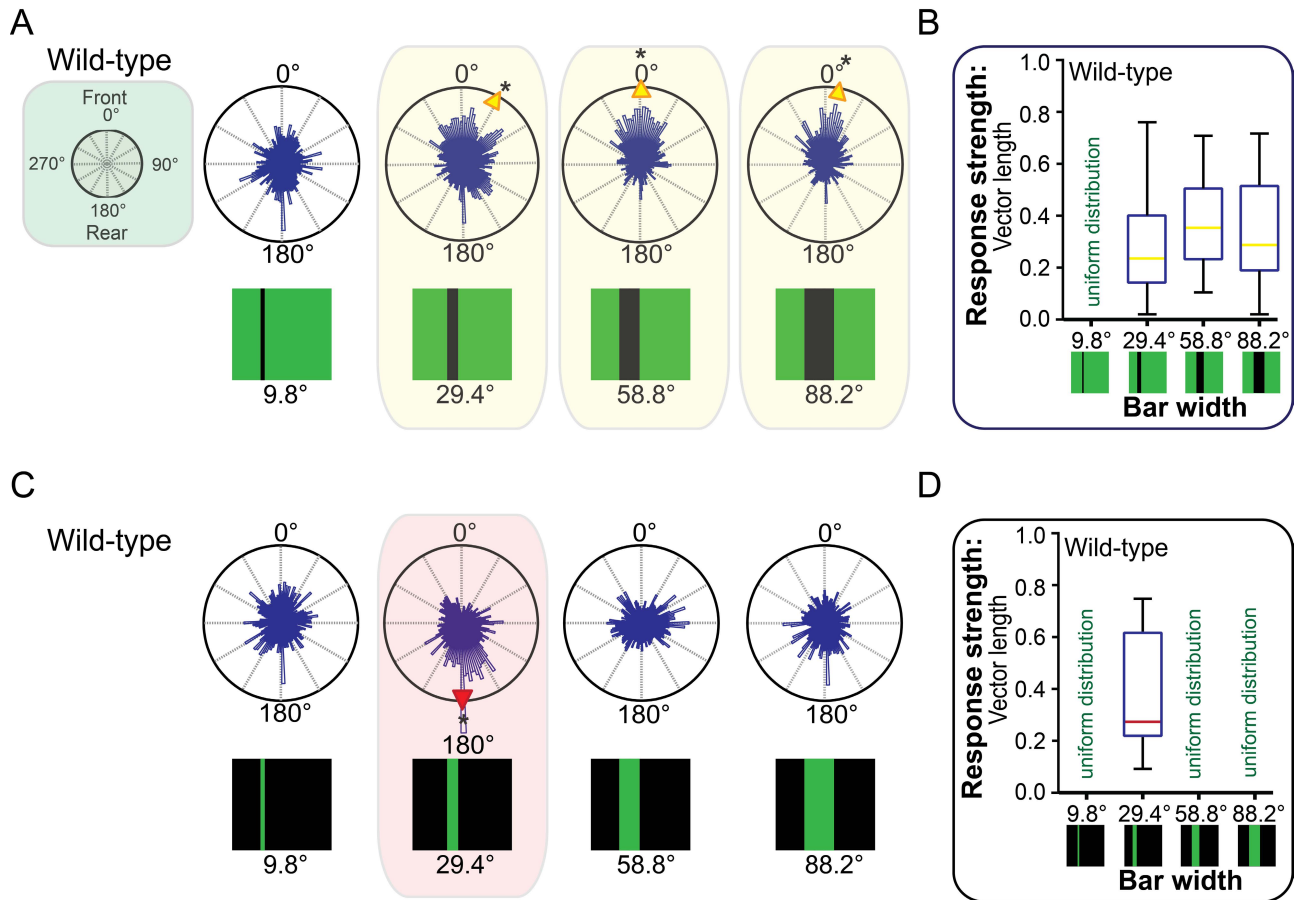 A
Wild-type
Front
0°
270°
90°
180°
Rear
0°
180°
9.8°
0°
*
180°
29.4°
*
0°
180°
58.8°
0°
*
180°
88.2°
B
Response strength:
Vector length
1.0
0.8
0.6
0.4
0.2
0.0
Wild-type
uniform distribution
9.8°
29.4°
58.8°
88.2°
Bar width
C
Wild-type
0°
180°
9.8°
0°
*
180°
29.4°
0°
180°
58.8°
0°
180°
88.2°
D
Response strength:
Vector length
1.0
0.8
0.6
0.4
0.2
0.0
Wild-type
uniform distribution
uniform distribution
uniform distribution
9.8°
29.4°
58.8°
88.2°
Bar width